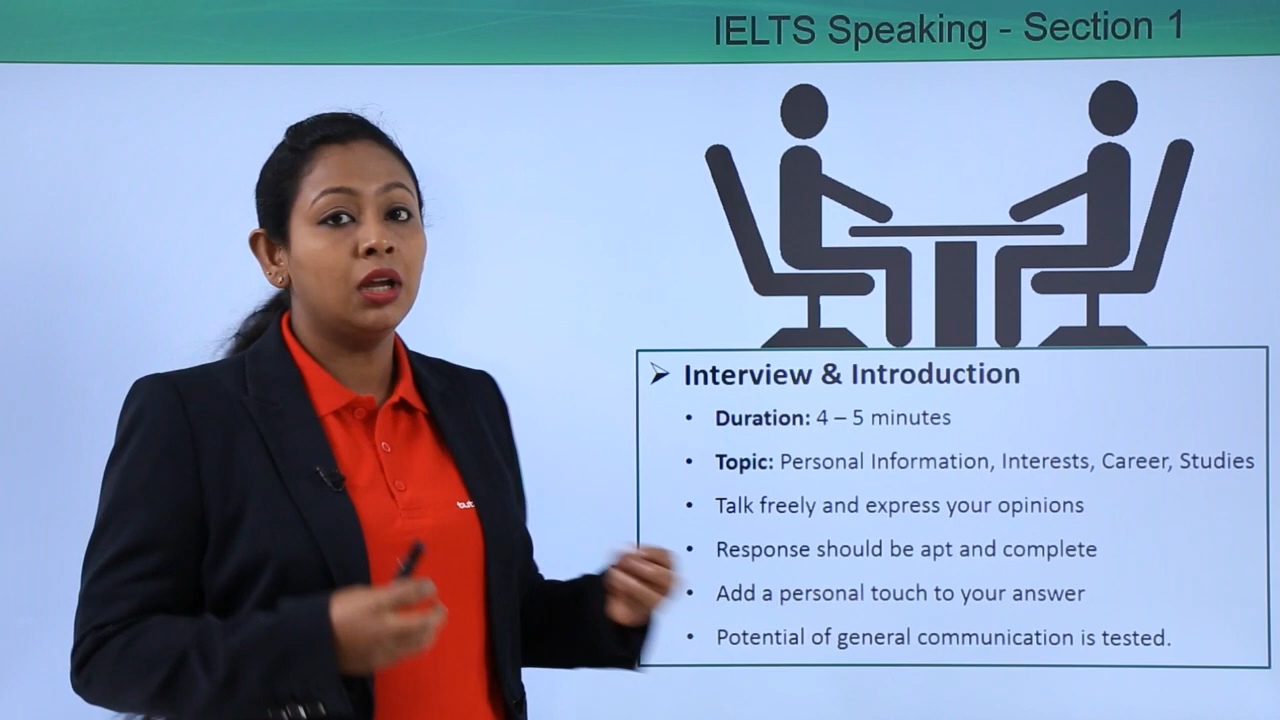 IELTS Speaking - Section 1
➢ Interview & Introduction
• Duration: 4 – 5 minutes
• Topic: Personal Information, Interests, Career, Studies
• Talk freely and express your opinions
• Response should be apt and complete
• Add a personal touch to your answer
• Potential of general communication is tested.